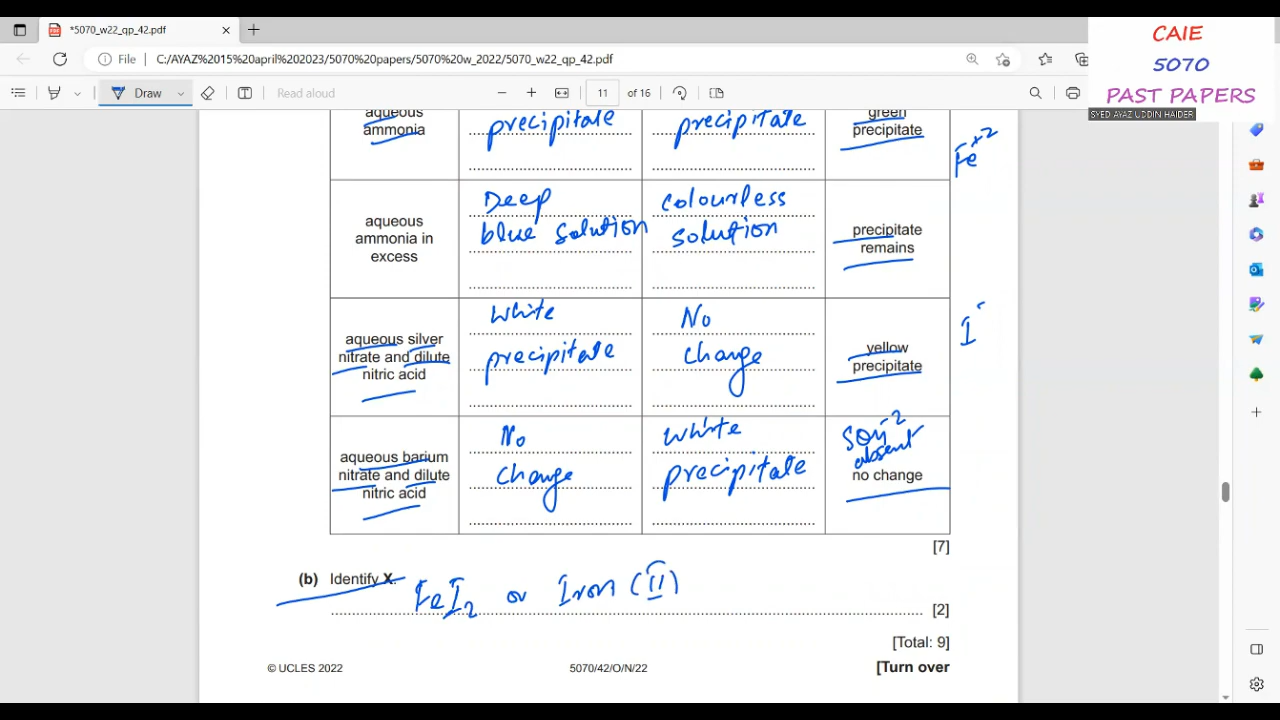 *5070_w22_qp_42.pdf
File C:/AYAZ%2015%20april%202023/5070%20papers/5070%20w_2022/5070_w22_qp_42.pdf
CAIE
5070
PAST PAPERS
SYED AYAZ UDDIN HAIDER
Draw Read aloud 11 of 16
aqueous
ammonia
precipitate
precipitate
green
precipitate
Fe+2
aqueous
ammonia in
excess
Deep
blue solution
colourless
solution
precipitate
remains
aqueous silver
nitrate and dilute
nitric acid
White
precipitate
No
change
yellow
precipitate
I-
aqueous barium
nitrate and dilute
nitric acid
No
change
white
precipitate
SO4-2
absent
no change
[7]
(b) Identify X.
FeI2 or Iron (II)
[2]
[Total: 9]
© UCLES 2022 5070/42/O/N/22 [Turn over